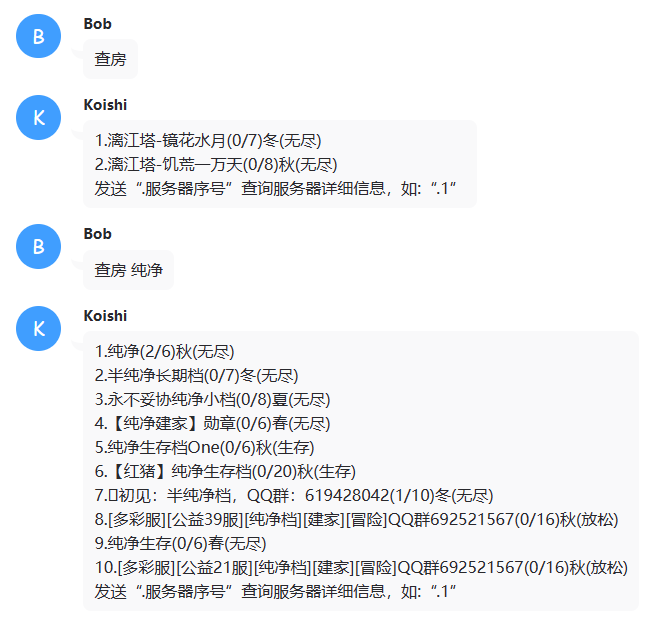 B
Bob
查房
K
Koishi
1.漓江塔-镜花水月(0/7)冬(无尽)
2.漓江塔-饥荒一万天(0/8)秋(无尽)
发送“.服务器序号”查询服务器详细信息，如:“.1”
B
Bob
查房 纯净
K
Koishi
1.纯净(2/6)秋(无尽)
2.半纯净长期档(0/7)冬(无尽)
3.永不妥协纯净小档(0/8)夏(无尽)
4.【纯净建家】勋章(0/6)春(无尽)
5.纯净生存档One(0/6)秋(生存)
6.【红猪】纯净生存档(0/20)秋(生存)
7.初见：半纯净档，QQ群：619428042(1/10)冬(无尽)
8.[多彩服][公益39服][纯净档][建家][冒险]QQ群692521567(0/16)秋(放松)
9.纯净生存(0/6)春(无尽)
10.[多彩服][公益21服][纯净档][建家][冒险]QQ群692521567(0/16)秋(放松)
发送“.服务器序号”查询服务器详细信息，如:“.1”